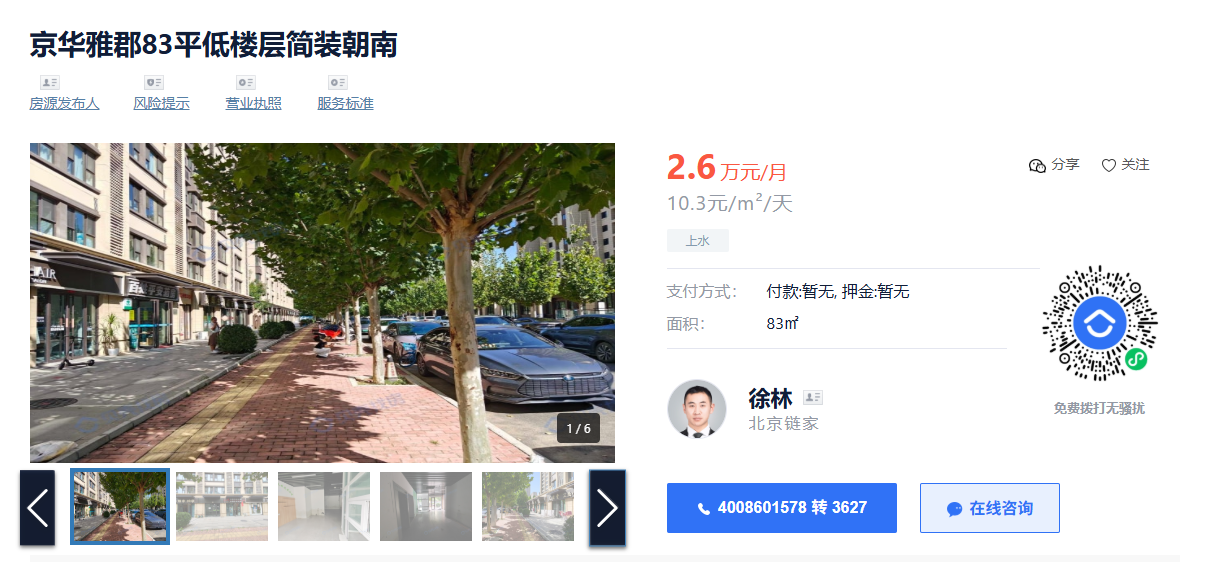 京华雅郡83平低楼层简装朝南
房源发布人 风险提示 营业执照 服务标准
2.6 万元/月
分享 关注
10.3元/m²/天
上水
支付方式： 付款:暂无, 押金:暂无
面积： 83㎡
AIR
1 / 6
徐林
北京链家
免费拨打无骚扰
4008601578 转 3627
在线咨询